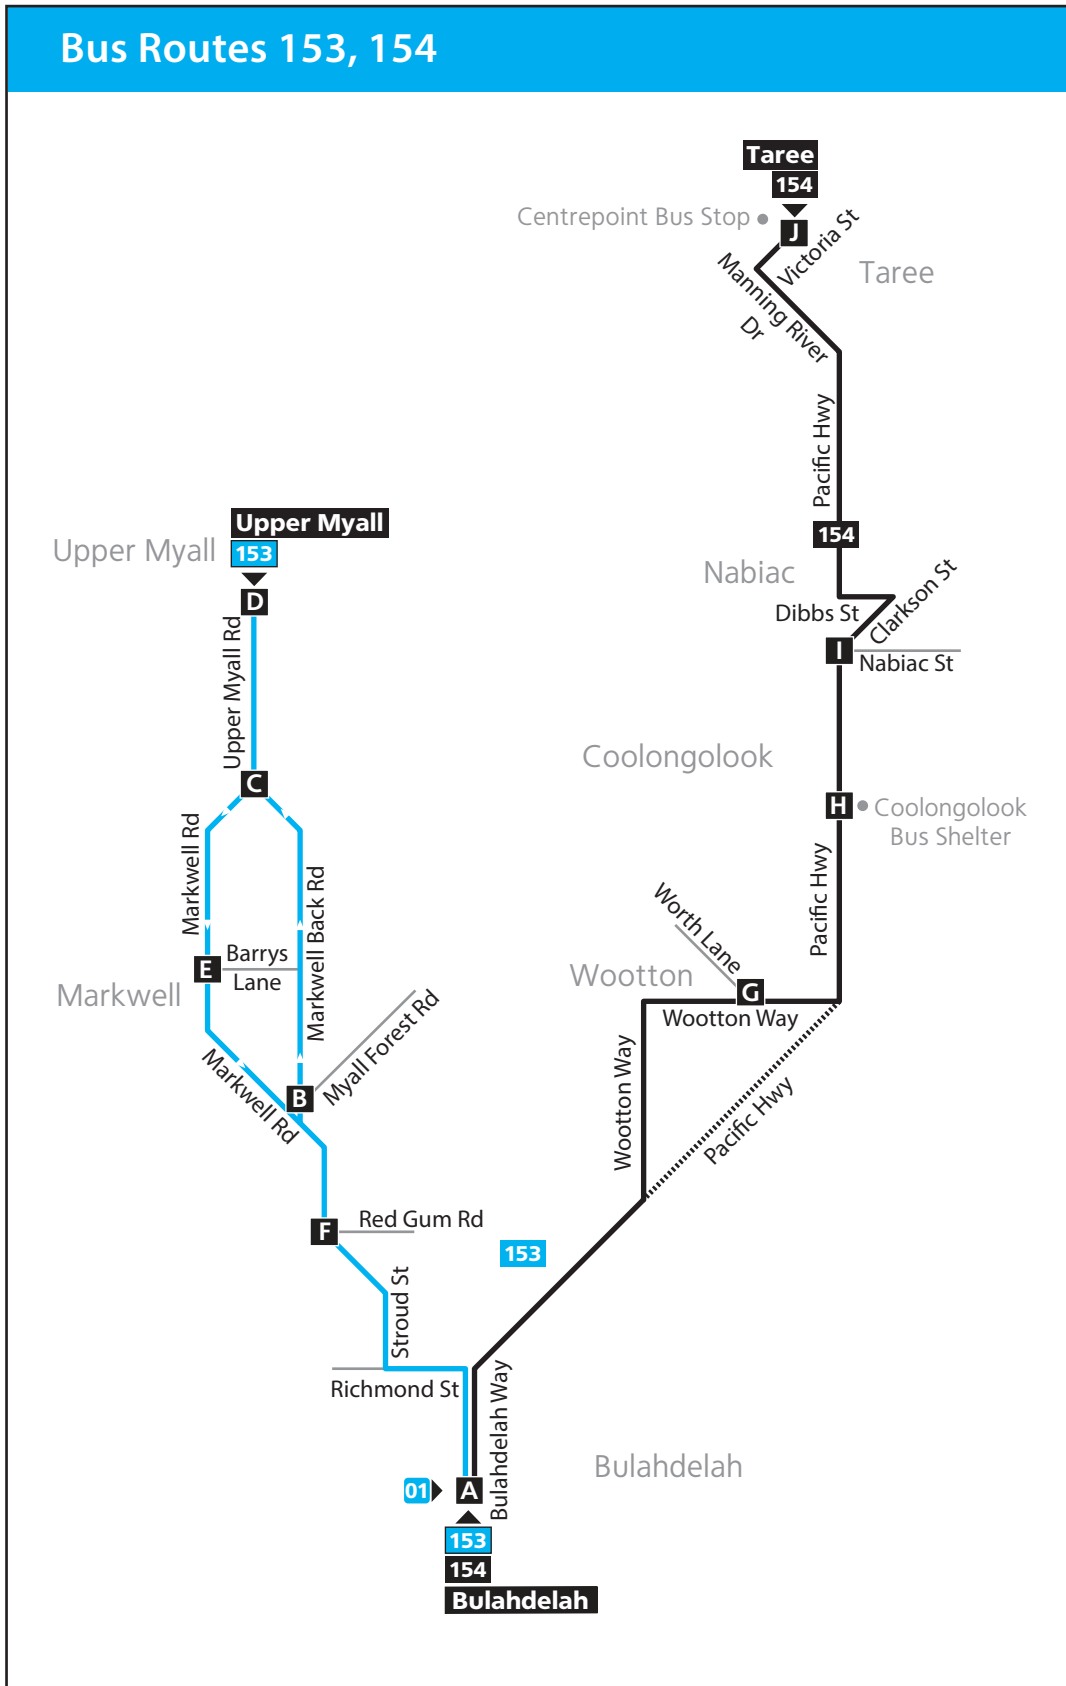 Bus Routes 153, 154
Taree
154
Centrepoint Bus Stop
J
Victoria St
Taree
Manning River
Dr
Pacific Hwy
Upper Myall
Upper Myall
153
154
Nabiac
D
Dibbs St
Clarkson St
I
Nabiac St
Upper Myall Rd
Coolongolook
C
H
Coolongolook
Bus Shelter
Markwell Rd
Markwell Back Rd
Pacific Hwy
Worth Lane
Barrys
Lane
E
Wootton
G
Markwell
Wootton Way
Myall Forest Rd
Markwell Rd
B
Wootton Way
Pacific Hwy
F
Red Gum Rd
153
Stroud St
Richmond St
Bulahdelah Way
Bulahdelah
01
A
153
154
Bulahdelah